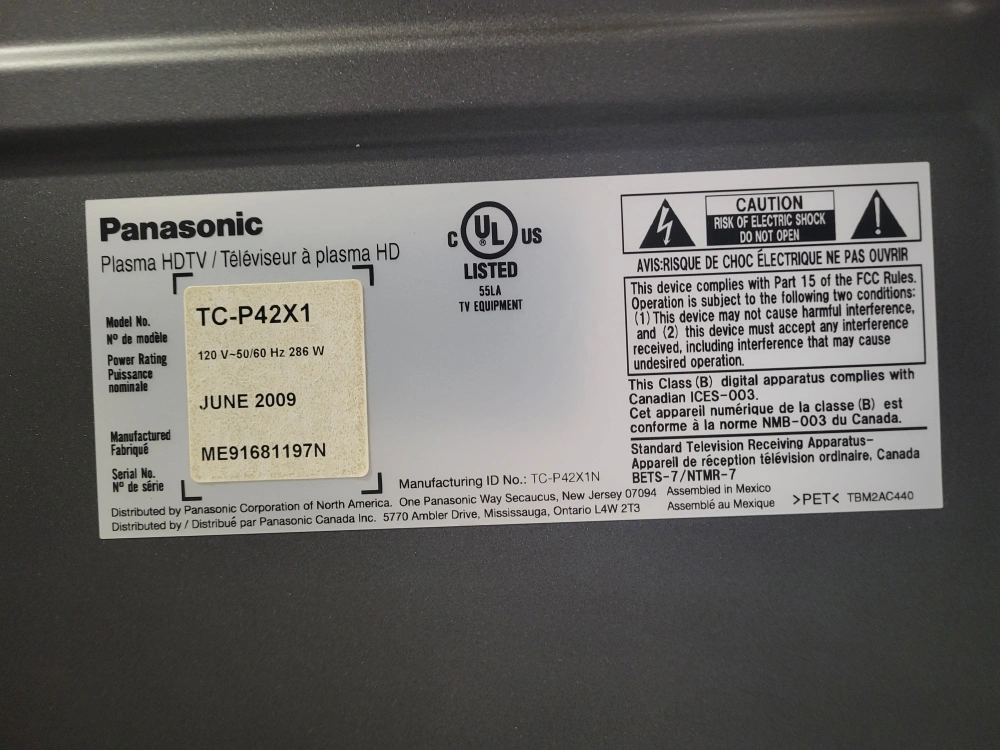 Panasonic
Plasma HDTV / Téléviseur à plasma HD
Model No.
Nº de modèle
TC-P42X1
Power Rating
Puissance
nominale
120 V~50/60 Hz 286 W
JUNE 2009
Manufactured
Fabriqué
Serial No.
Nº de série
ME91681197N
C UL ® US
LISTED
55LA
TV EQUIPMENT
Manufacturing ID No.: TC-P42X1N
CAUTION
RISK OF ELECTRIC SHOCK
DO NOT OPEN
AVIS:RISQUE DE CHOC ÉLECTRIQUE NE PAS OUVRIR
This device complies with Part 15 of the FCC Rules.
Operation is subject to the following two conditions:
(1) This device may not cause harmful interference,
and (2) this device must accept any interference
received, including interference that may cause
undesired operation.
This Class (B) digital apparatus complies with
Canadian ICES-003.
Cet appareil numérique de la classe (B) est
conforme à la norme NMB-003 du Canada.
Standard Television Receiving Apparatus-
Appareil de réception télévision ordinaire, Canada
BETS-7/NTMR-7
Distributed by Panasonic Corporation of North America. One Panasonic Way Secaucus, New Jersey 07094
Distributed by / Distribué par Panasonic Canada Inc. 5770 Ambler Drive, Mississauga, Ontario L4W 2T3
Assembled in Mexico
Assemblé au Mexique
>PET< TBM2AC440